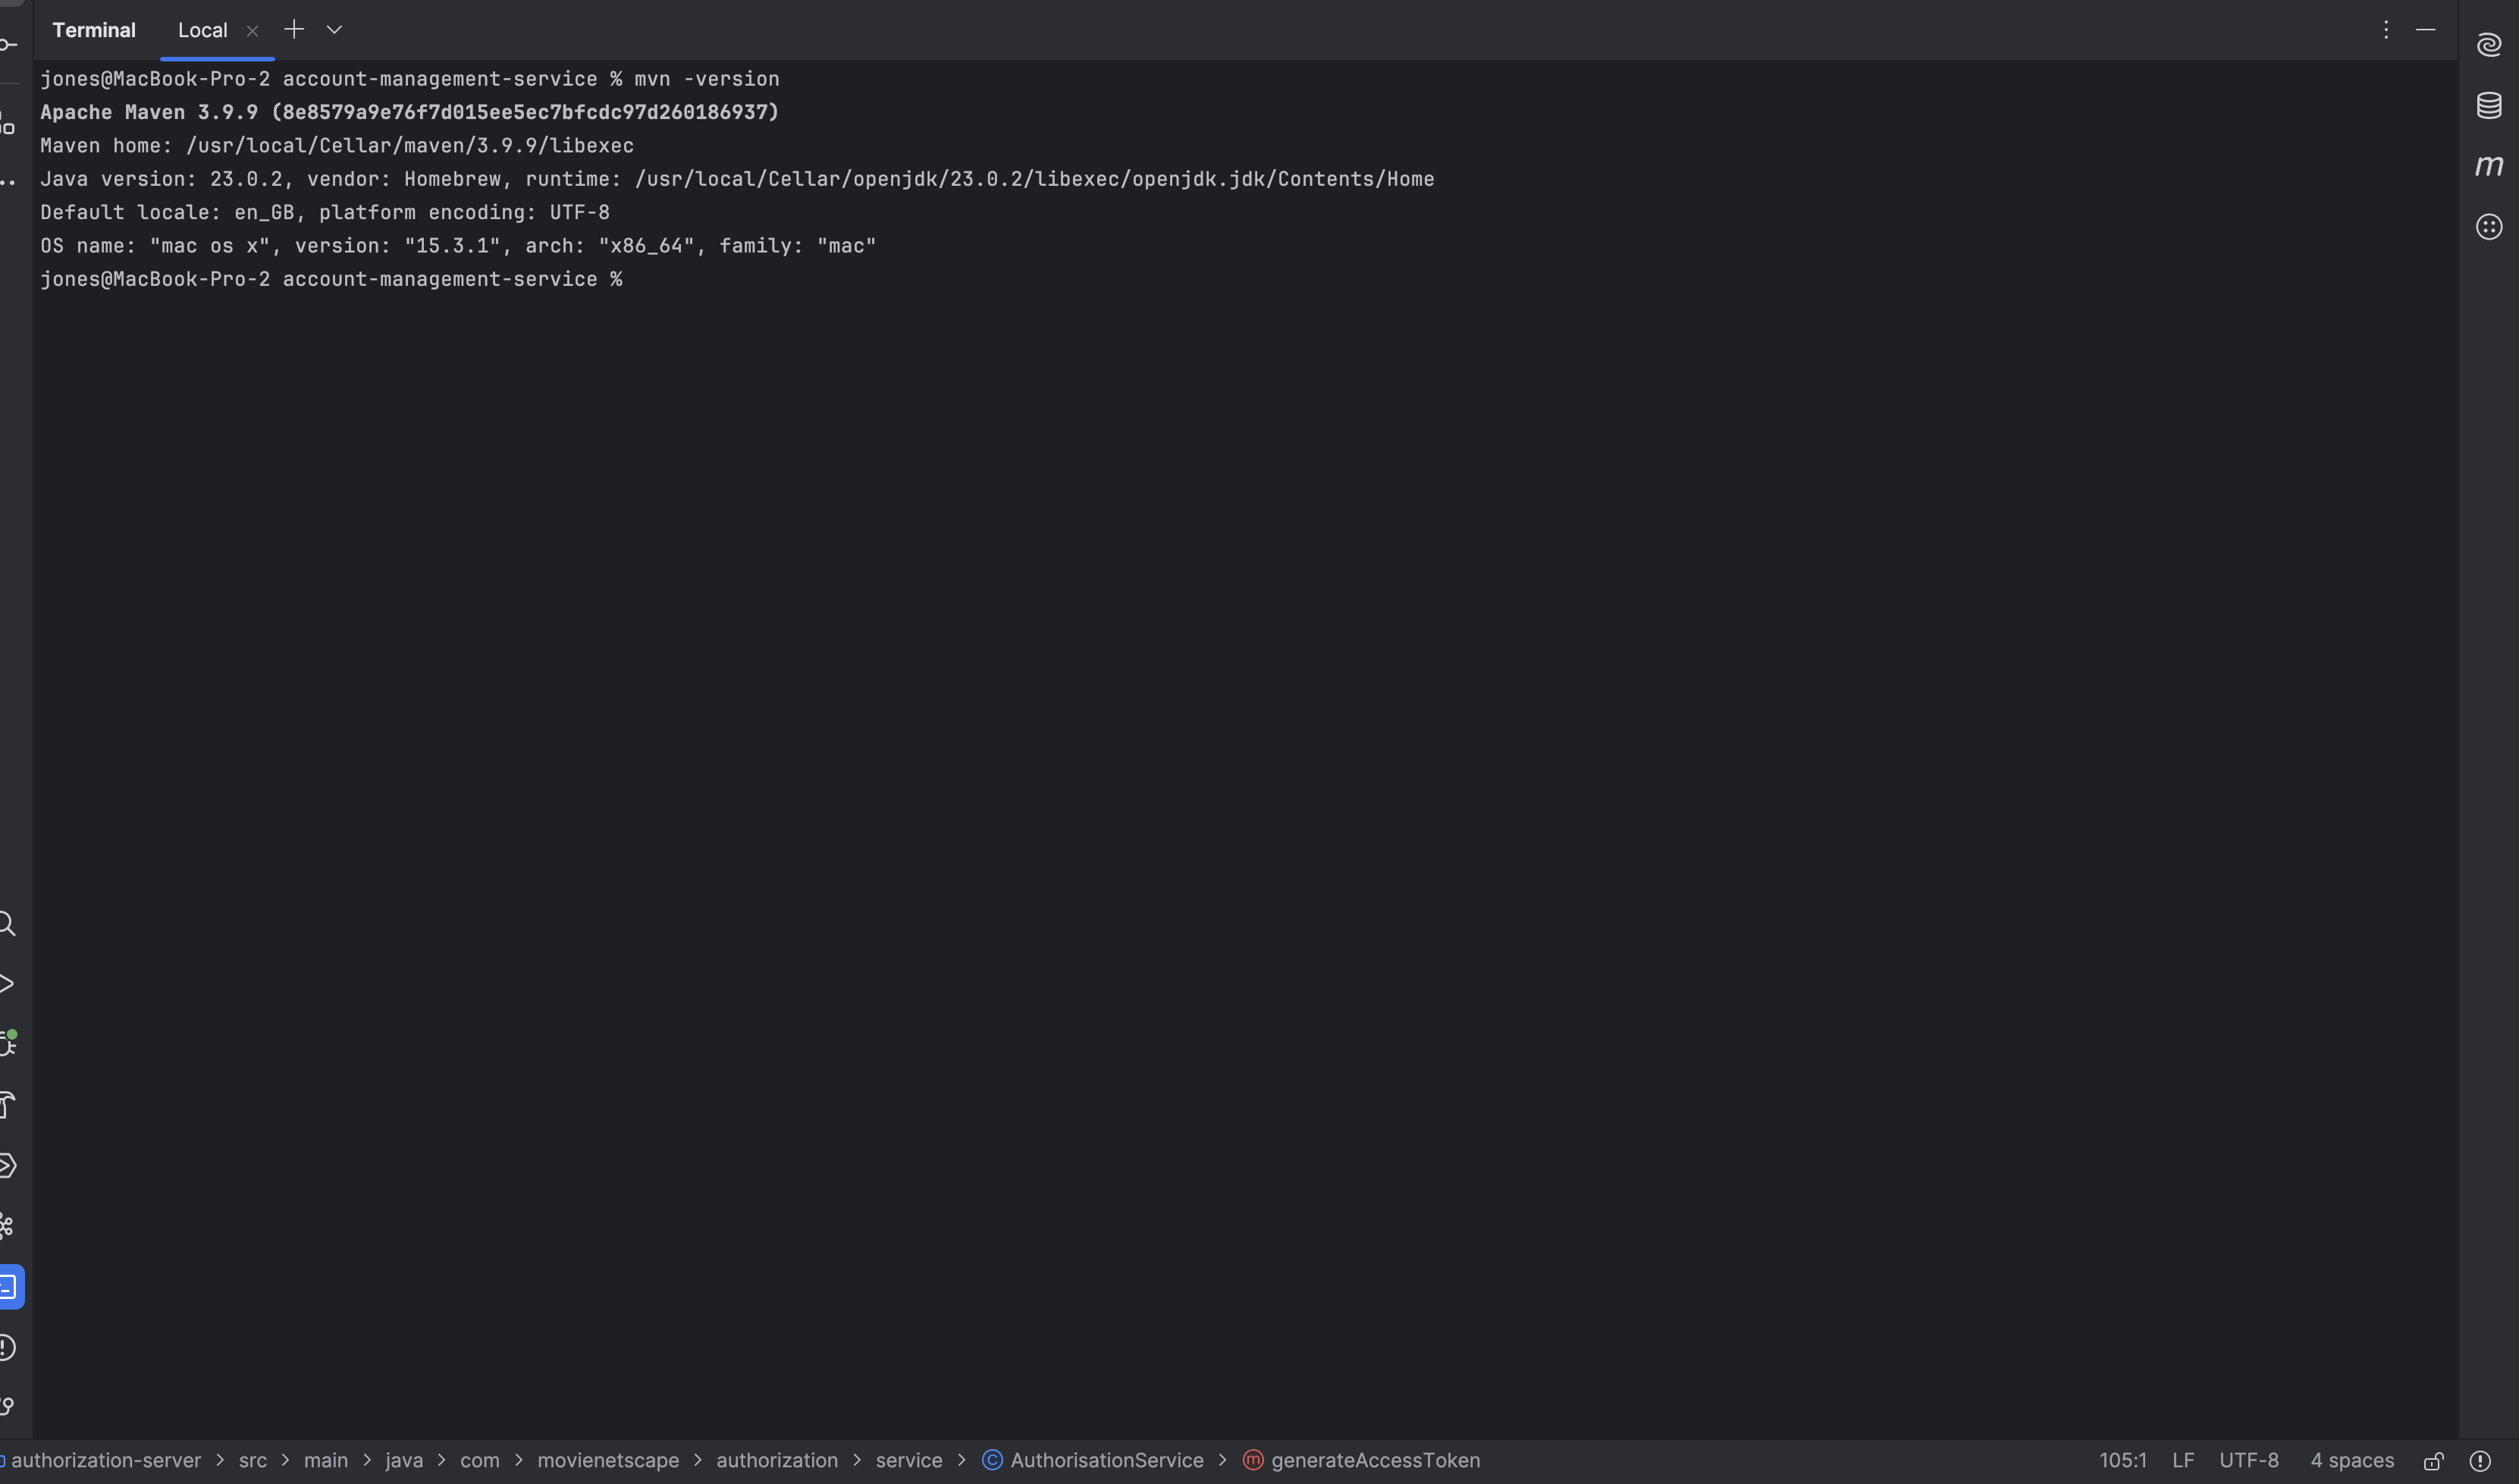 Terminal Local
jones@MacBook-Pro-2 account-management-service % mvn -version
Apache Maven 3.9.9 (8e8579a9e76f7d015ee5ec7bfcdc97d260186937)
Maven home: /usr/local/Cellar/maven/3.9.9/libexec
Java version: 23.0.2, vendor: Homebrew, runtime: /usr/local/Cellar/openjdk/23.0.2/libexec/openjdk.jdk/Contents/Home
Default locale: en_GB, platform encoding: UTF-8
OS name: "mac os x", version: "15.3.1", arch: "x86_64", family: "mac"
jones@MacBook-Pro-2 account-management-service %
authorization-server > src > main > java > com > movienetscape > authorization > service > AuthorisationService > generateAccessToken 105:1 LF UTF-8 4 spaces